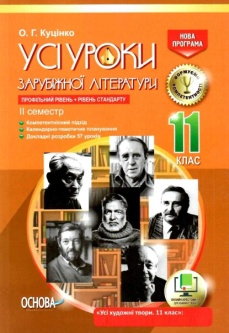 О. Г. Куцінко
НОВА
ПРОГРАМА
УСІ УРОКИ
ЗАРУБІЖНОЇ ЛІТЕРАТУРИ
ПРОФІЛЬНИЙ РІВЕНЬ • РІВЕНЬ СТАНДАРТУ
ІІ семестр
• Компетентнісний підхід
• Календарно-тематичне планування
• Докладні розробки 57 уроків
11
КЛАС
ОСНОВА
«Усі художні твори. 11 клас»